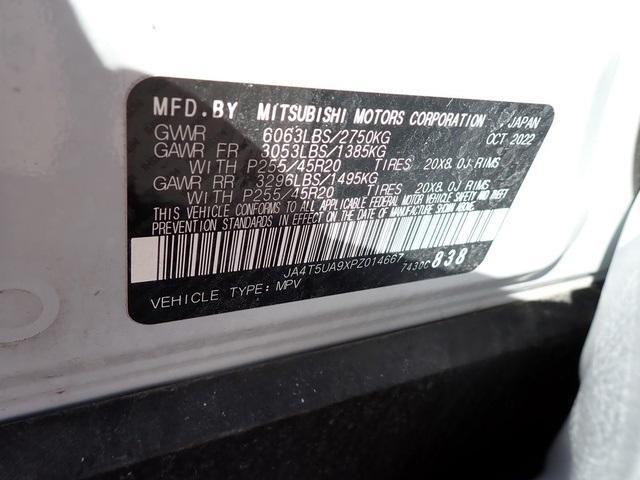 MFD. BY MITSUBISHI MOTORS CORPORATION, JAPAN
GVWR 6063LBS/2750KG OCT 2022
GAWR FR 3053LBS/1385KG
WITH P255/45R20 TIRES 20X8.0J RIMS
GAWR RR 3296LBS/1495KG
WITH P255/45R20 TIRES 20X8.0J RIMS
THIS VEHICLE CONFORMS TO ALL APPLICABLE FEDERAL MOTOR VEHICLE SAFETY AND THEFT
PREVENTION STANDARDS IN EFFECT ON THE DATE OF MANUFACTURE SHOWN ABOVE.
JA4T5UA9XPZ014667 7430C 838
VEHICLE TYPE: MPV